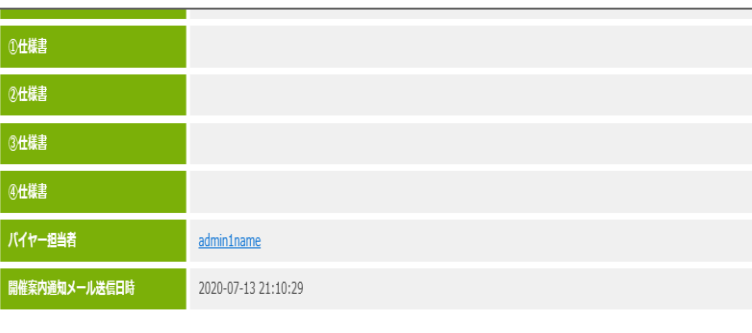 ①仕様書
②仕様書
③仕様書
④仕様書
バイヤー担当者 admin1name
開催案内通知メール送信日時 2020-07-13 21:10:29